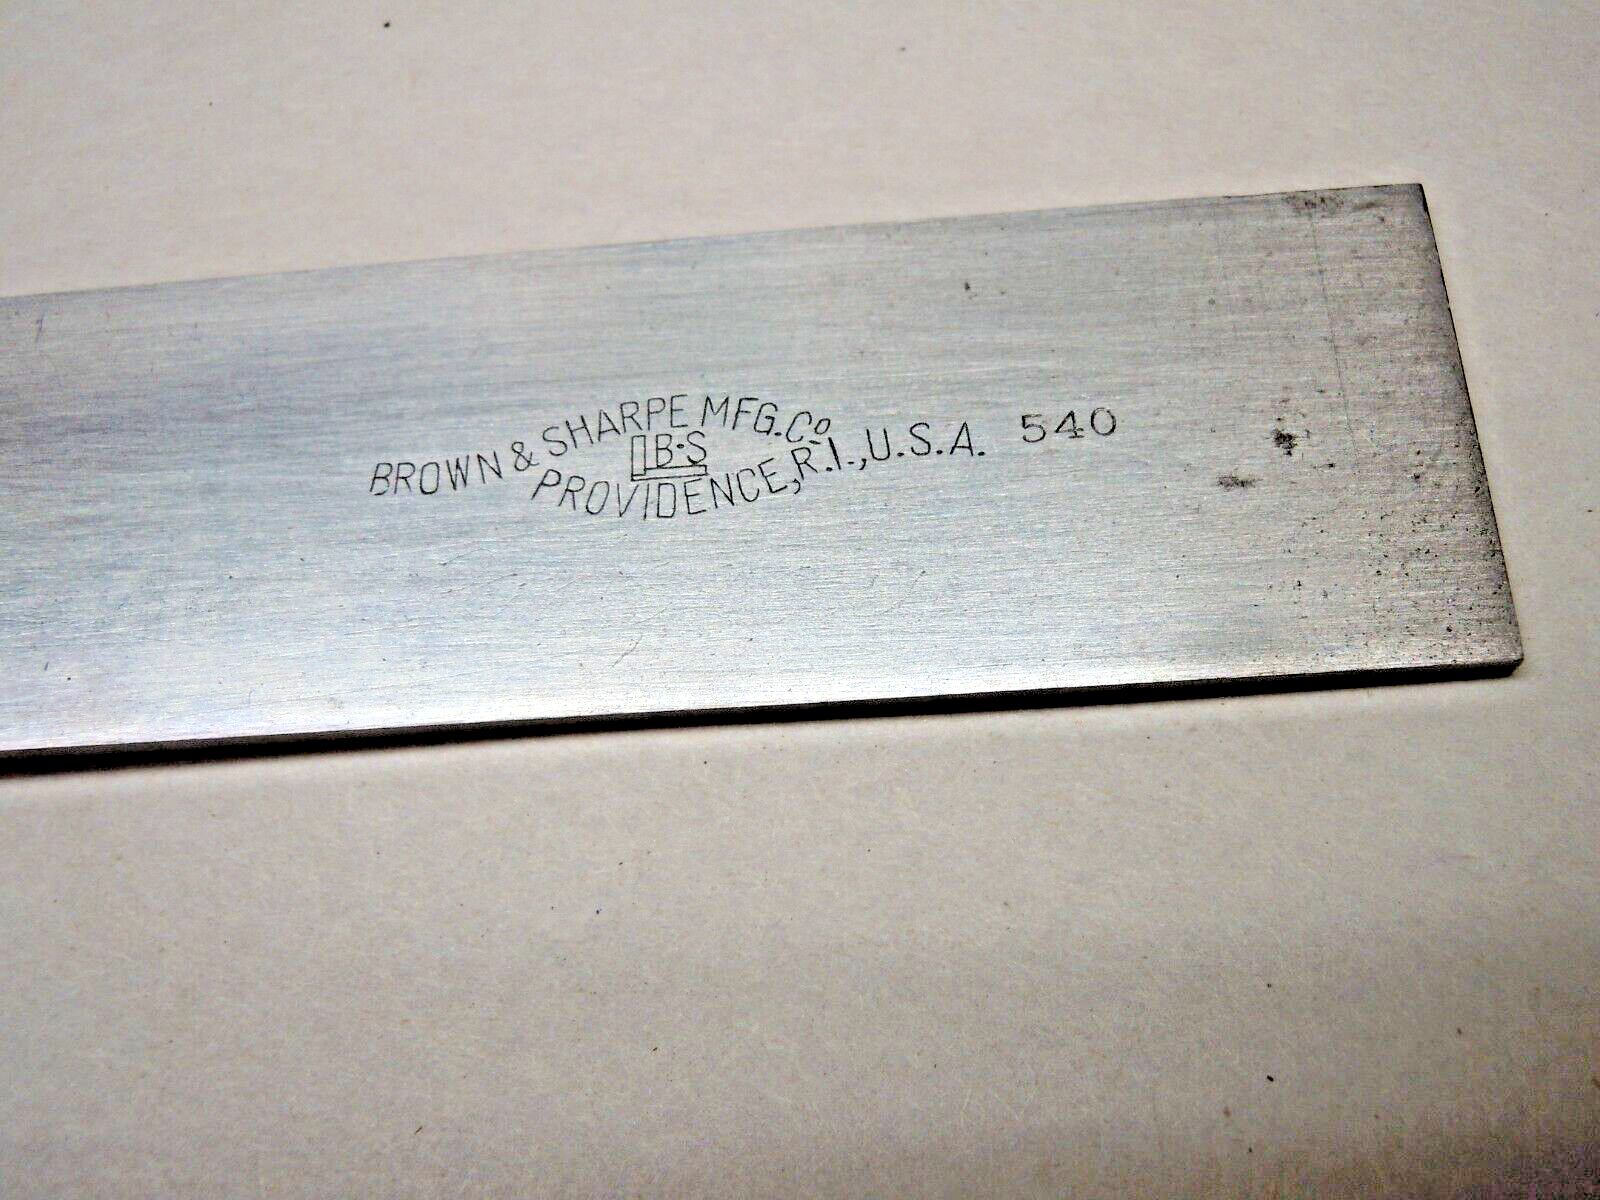 BROWN & SHARPE MFG. Co.
B·S
PROVIDENCE, R.I., U.S.A. 540